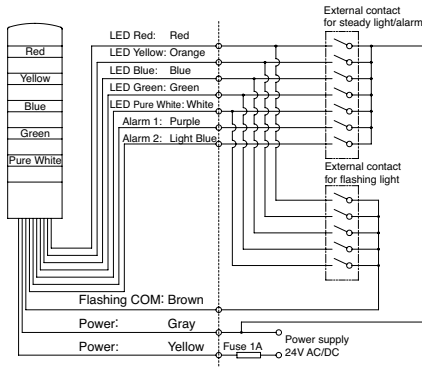 External contact
for steady light/alarm
LED Red: Red
LED Yellow: Orange
LED Blue: Blue
LED Green: Green
LED Pure White: White
Alarm 1: Purple
Alarm 2: Light Blue
Red
Yellow
Blue
Green
Pure White
External contact
for flashing light
Flashing COM: Brown
Power: Gray
Power: Yellow
Fuse 1A
Power supply
24V AC/DC